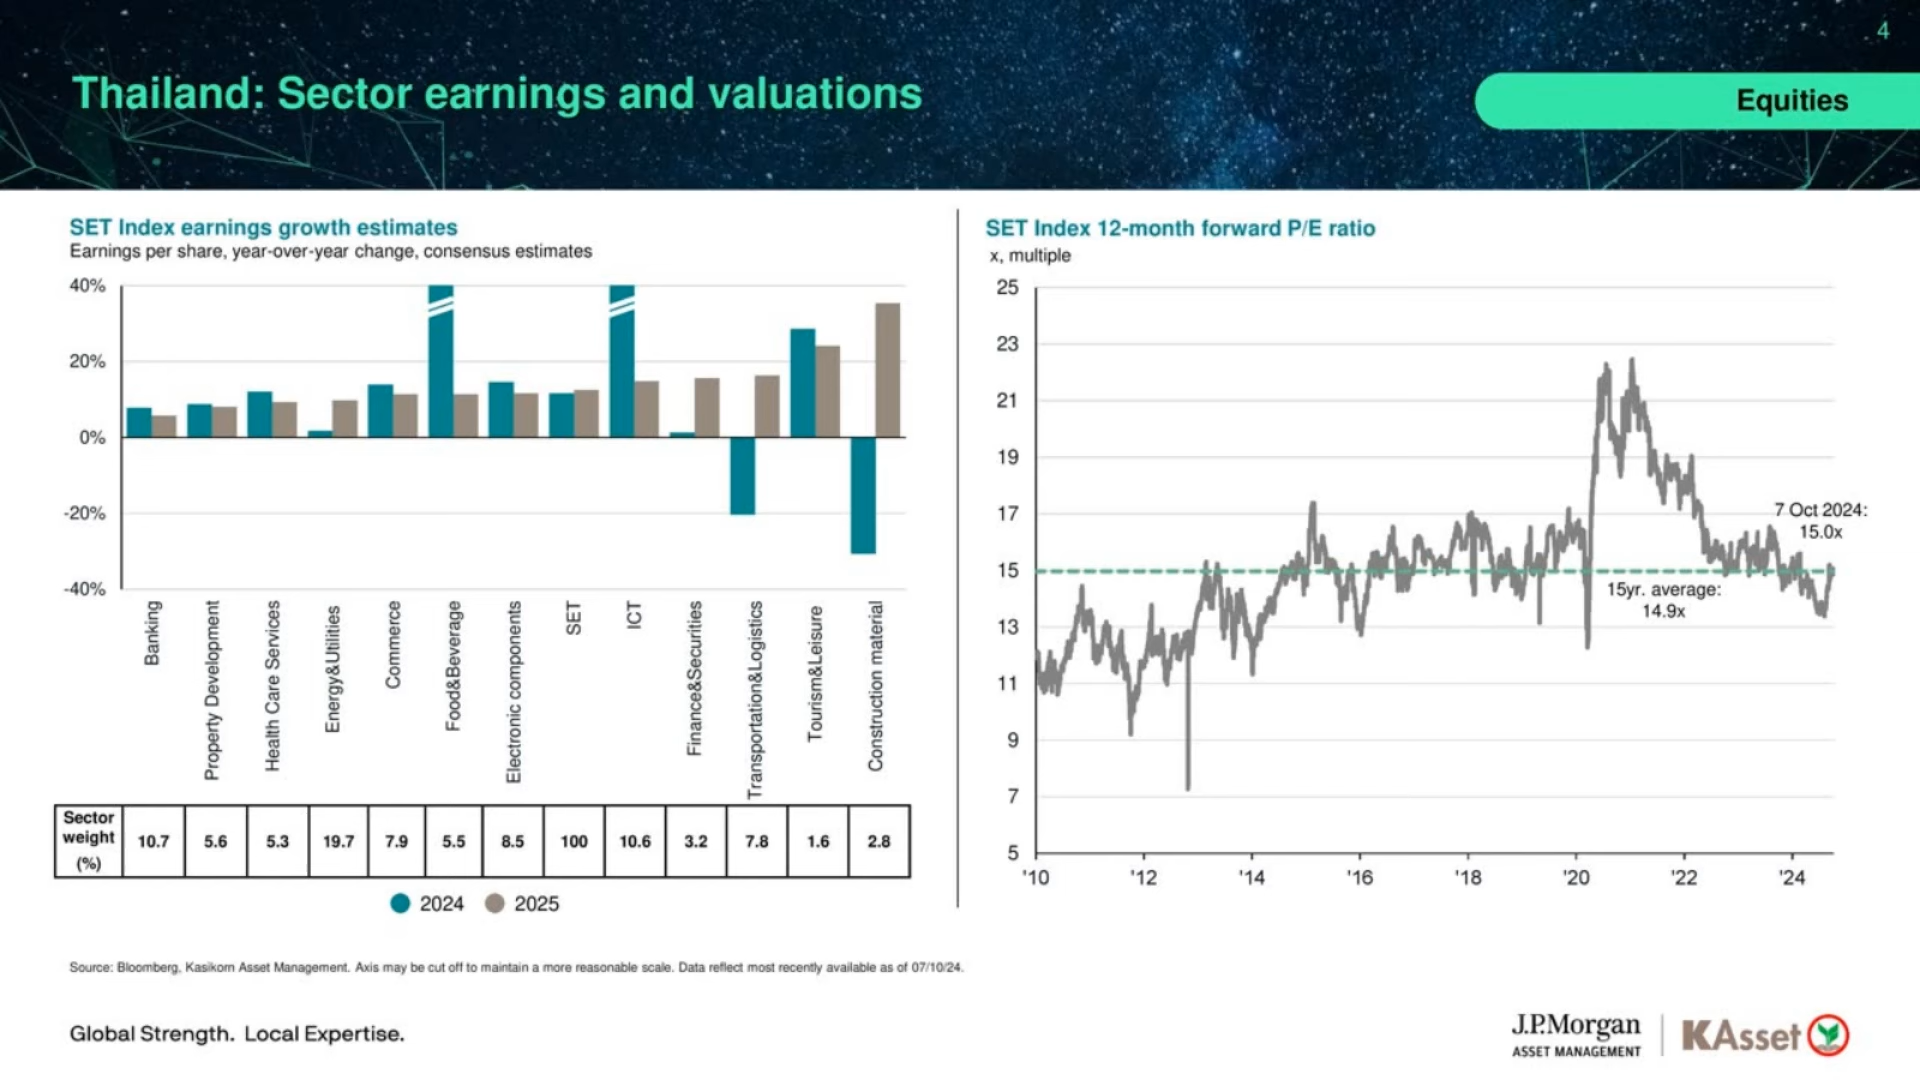 4
Thailand: Sector earnings and valuations
Equities
SET Index earnings growth estimates
Earnings per share, year-over-year change, consensus estimates
40%
20%
0%
-20%
-40%
Banking
Property Development
Health Care Services
Energy&Utilities
Commerce
Food&Beverage
Electronic components
SET
ICT
Finance&Securities
Transportation&Logistics
Tourism&Leisure
Construction material
Sector
weight
(%)
10.7 5.6 5.3 19.7 7.9 5.5 8.5 100 10.6 3.2 7.8 1.6 2.8
2024 2025
SET Index 12-month forward P/E ratio
x, multiple
25
23
21
19
17
15
13
11
9
7
5
7 Oct 2024:
15.0x
15yr. average:
14.9x
'10 '12 '14 '16 '18 '20 '22 '24
Source: Bloomberg, Kasikorn Asset Management. Axis may be cut off to maintain a more reasonable scale. Data reflect most recently available as of 07/10/24.
Global Strength. Local Expertise.
J.P.Morgan
ASSET MANAGEMENT
KAsset